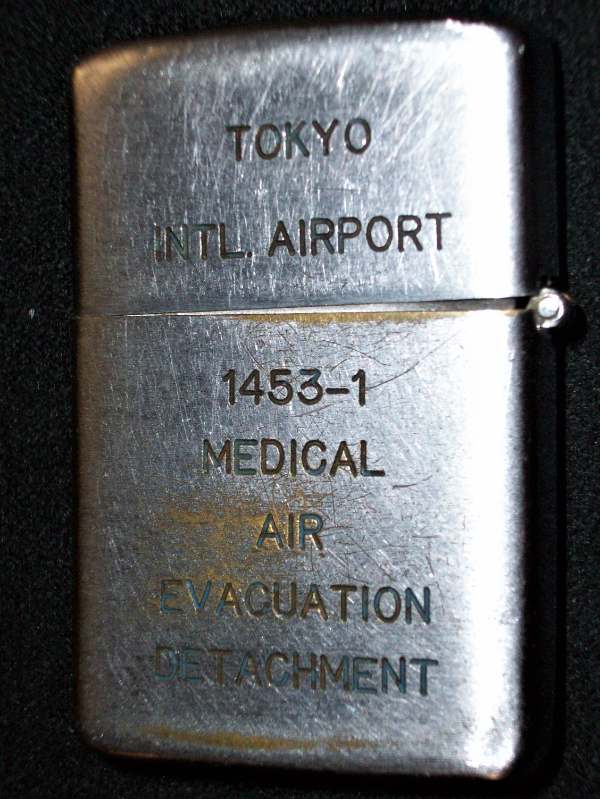 TOKYO
INTL. AIRPORT
1453-1
MEDICAL
AIR
EVACUATION
DETACHMENT